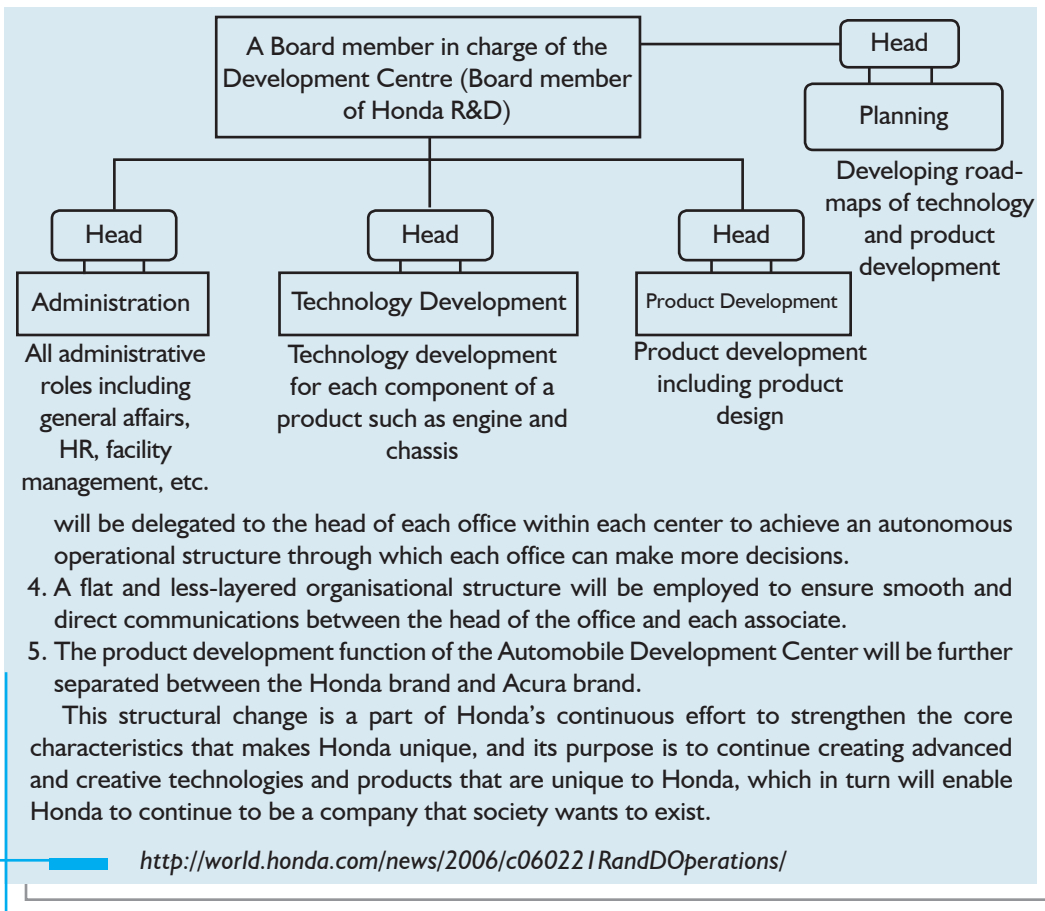 A Board member in charge of the
Development Centre (Board member
of Honda R&D)
Head
Planning
Developing road-
maps of technology
and product
development
Head
Administration
All administrative
roles including
general affairs,
HR, facility
management, etc.
Head
Technology Development
Technology development
for each component of a
product such as engine and
chassis
Head
Product Development
Product development
including product
design
will be delegated to the head of each office within each center to achieve an autonomous
operational structure through which each office can make more decisions.
4. A flat and less-layered organisational structure will be employed to ensure smooth and
direct communications between the head of the office and each associate.
5. The product development function of the Automobile Development Center will be further
separated between the Honda brand and Acura brand.
This structural change is a part of Honda's continuous effort to strengthen the core
characteristics that makes Honda unique, and its purpose is to continue creating advanced
and creative technologies and products that are unique to Honda, which in turn will enable
Honda to continue to be a company that society wants to exist.
http://world.honda.com/news/2006/c060221RandDOperations/